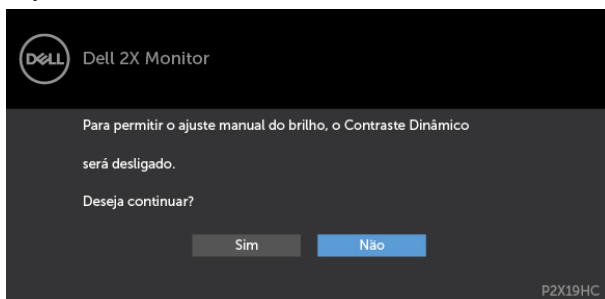 DELL
Dell 2X Monitor
Para permitir o ajuste manual do brilho, o Contraste Dinâmico
será desligado.
Deseja continuar?
Sim
Não
P2X19HC